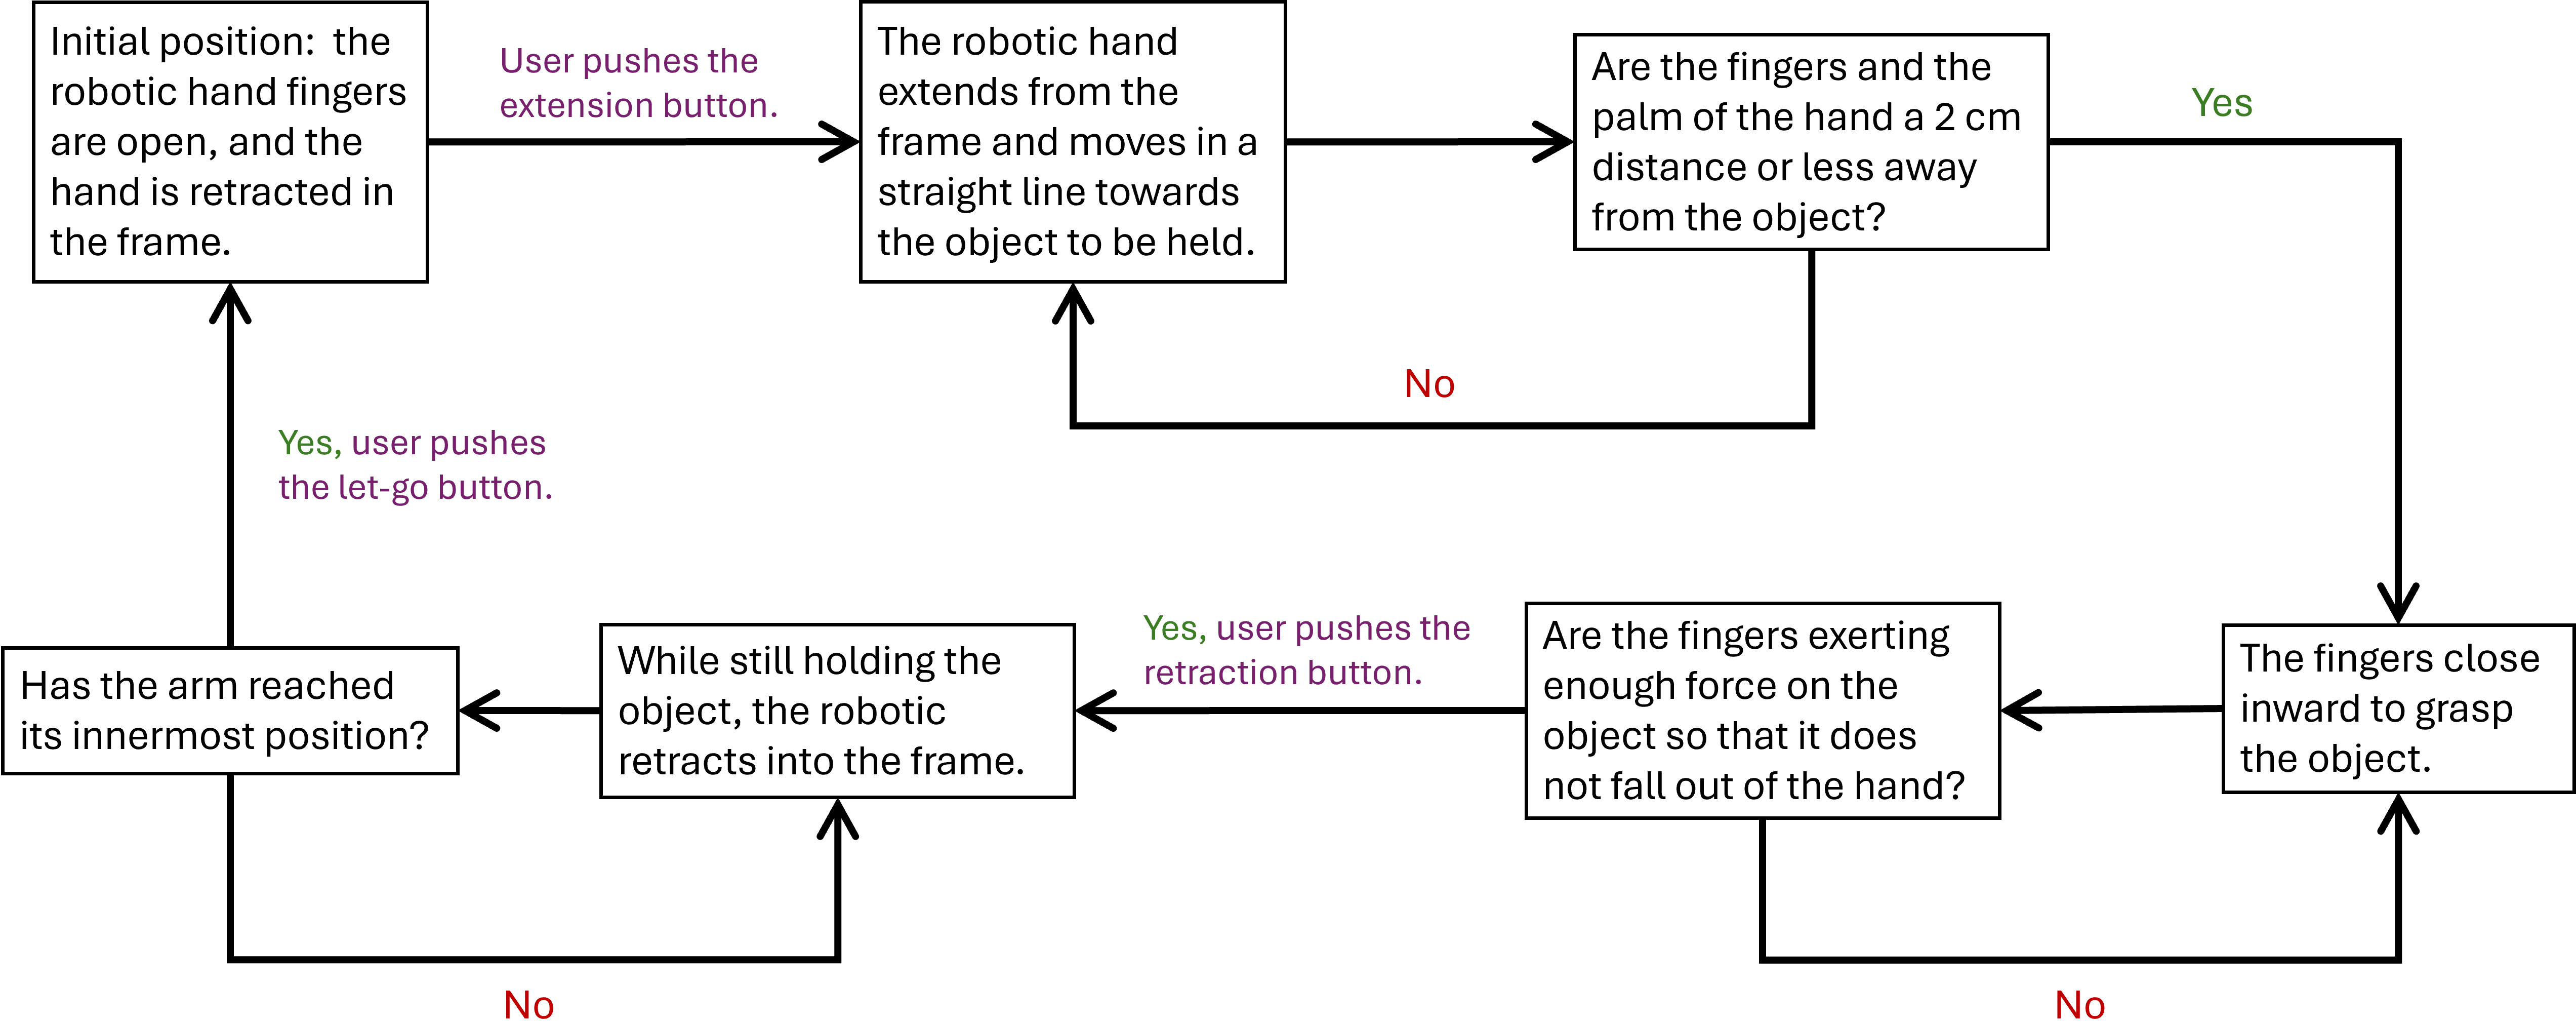 Initial position:  the
robotic hand fingers
are open, and the
hand is retracted in
the frame.
User pushes the
extension button.
The robotic hand
extends from the
frame and moves in a
straight line towards
the object to be held.
Are the fingers and the
palm of the hand a 2 cm
distance or less away
from the object?
Yes
No
The fingers close
inward to grasp
the object.
Are the fingers exerting
enough force on the
object so that it does
not fall out of the hand?
No
Yes, user pushes the
retraction button.
While still holding the
object, the robotic
retracts into the frame.
Has the arm reached
its innermost position?
No
Yes, user pushes
the let-go button.